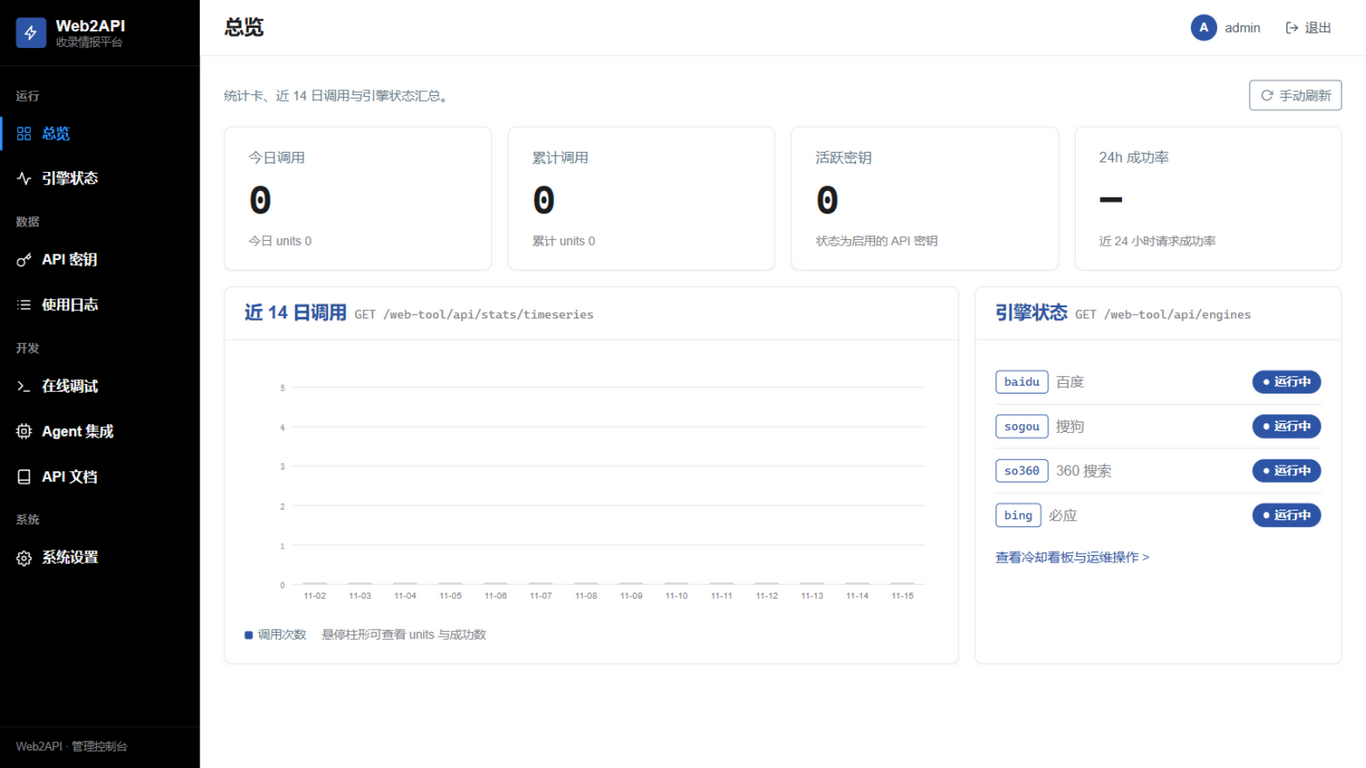 Web2API
收录情报平台
运行
总览
引擎状态
数据
API 密钥
使用日志
开发
在线调试
Agent 集成
API 文档
系统
系统设置
Web2API · 管理控制台
总览
A admin 退出
统计卡、近 14 日调用与引擎状态汇总。
手动刷新
今日调用
0
今日 units 0
累计调用
0
累计 units 0
活跃密钥
0
状态为启用的 API 密钥
24h 成功率
—
近 24 小时请求成功率
近 14 日调用 GET /web-tool/api/stats/timeseries
5
4
3
2
1
0
11-02 11-03 11-04 11-05 11-06 11-07 11-08 11-09 11-10 11-11 11-12 11-13 11-14 11-15
调用次数 悬停柱形可查看 units 与成功数
引擎状态 GET /web-tool/api/engines
baidu 百度 运行中
sogou 搜狗 运行中
so360 360 搜索 运行中
bing 必应 运行中
查看冷却看板与运维操作 >